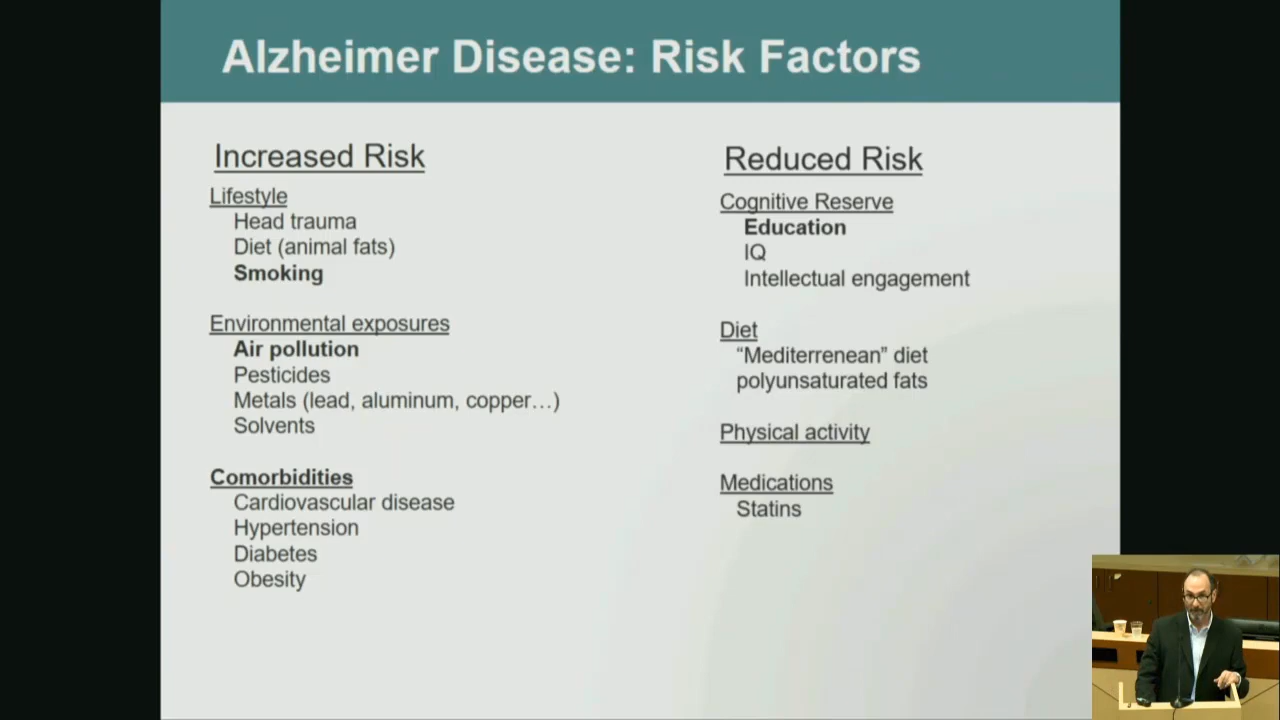 Alzheimer Disease: Risk Factors
Increased Risk
Lifestyle
Head trauma
Diet (animal fats)
Smoking
Environmental exposures
Air pollution
Pesticides
Metals (lead, aluminum, copper…)
Solvents
Comorbidities
Cardiovascular disease
Hypertension
Diabetes
Obesity
Reduced Risk
Cognitive Reserve
Education
IQ
Intellectual engagement
Diet
“Mediterrenean” diet
polyunsaturated fats
Physical activity
Medications
Statins